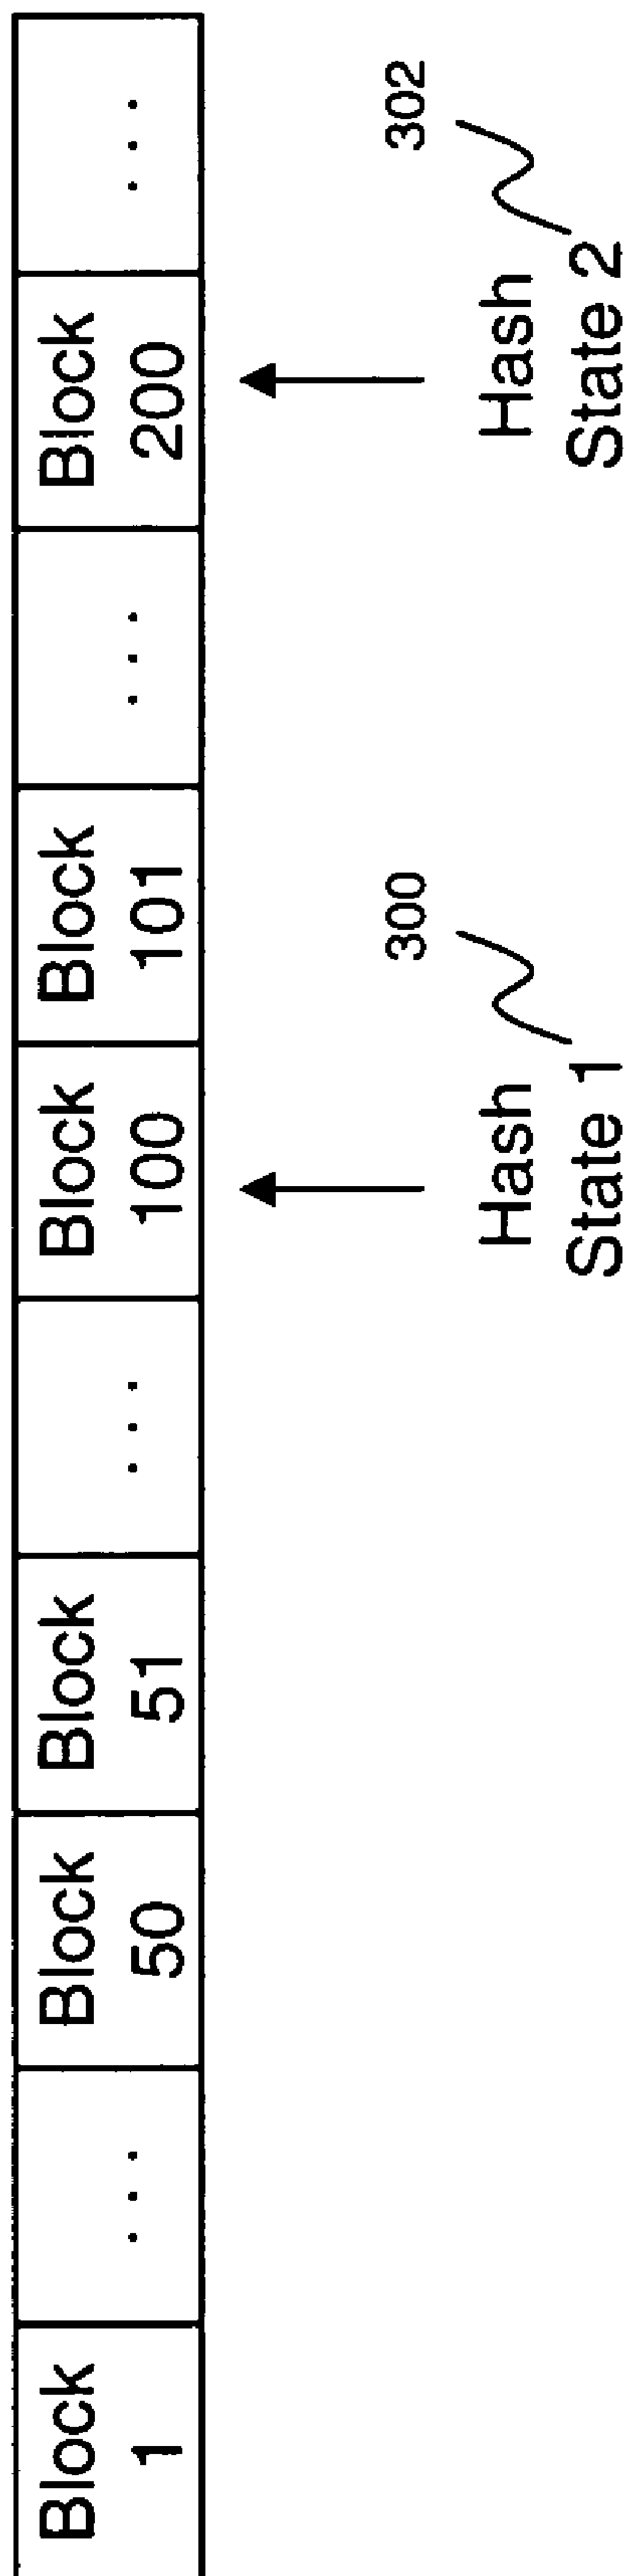 Block
1
...
Block
50
Block
51
...
Block
100
Block
101
...
Block
200
...
300
Hash
State 1
302
Hash
State 2